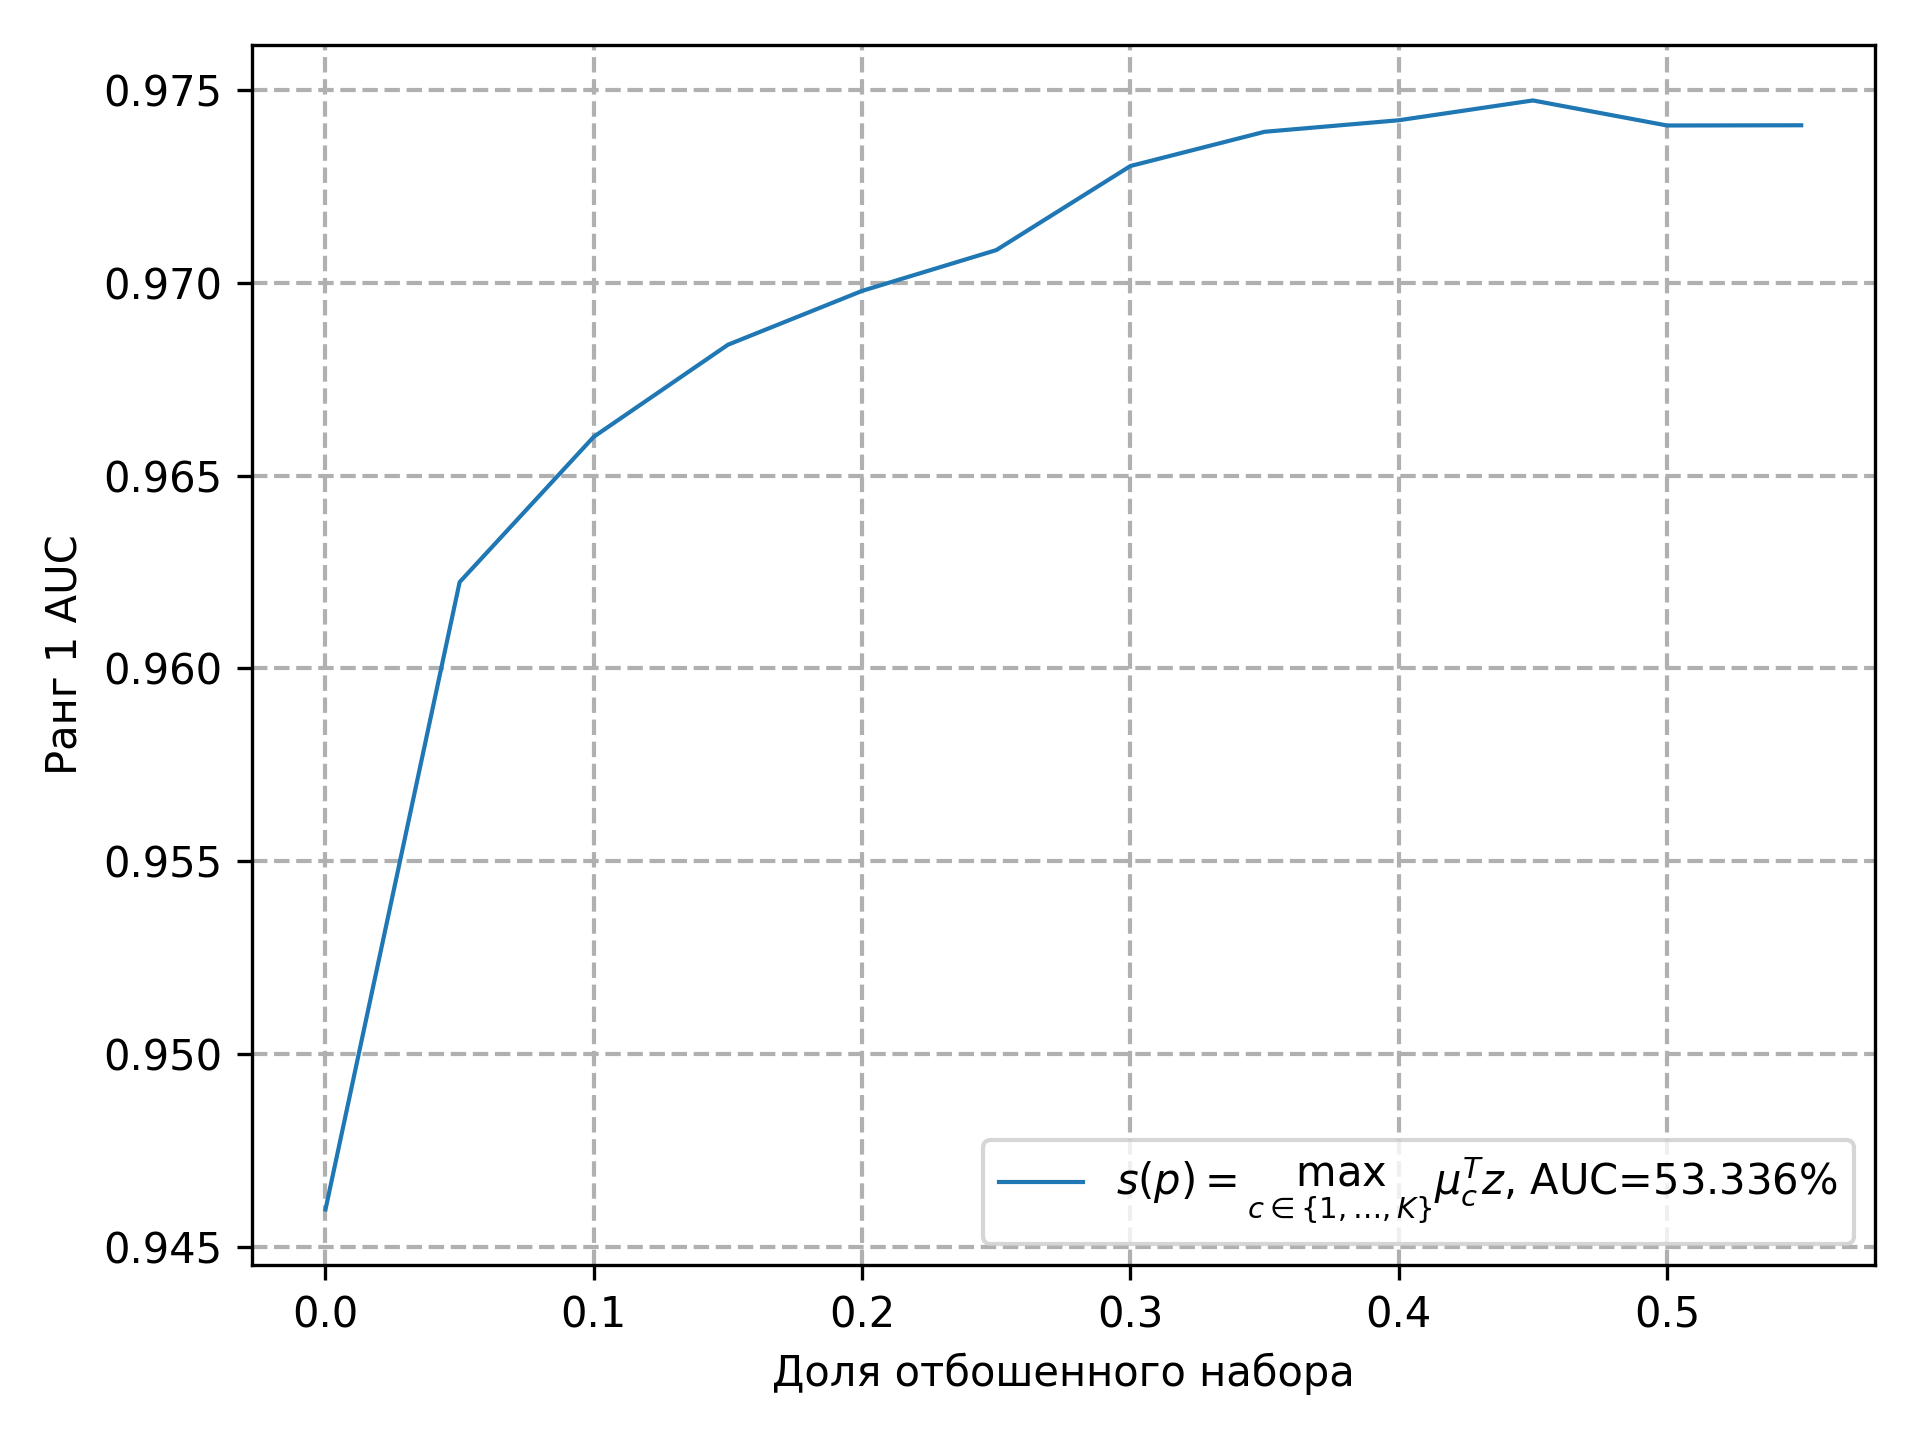 0.975
0.970
0.965
0.960
0.955
0.950
0.945
Ранг 1 AUC
s(p) = max μ_c^T z, AUC=53.336%
c ∈ {1, ..., K}
0.0 0.1 0.2 0.3 0.4 0.5
Доля отбошенного набора